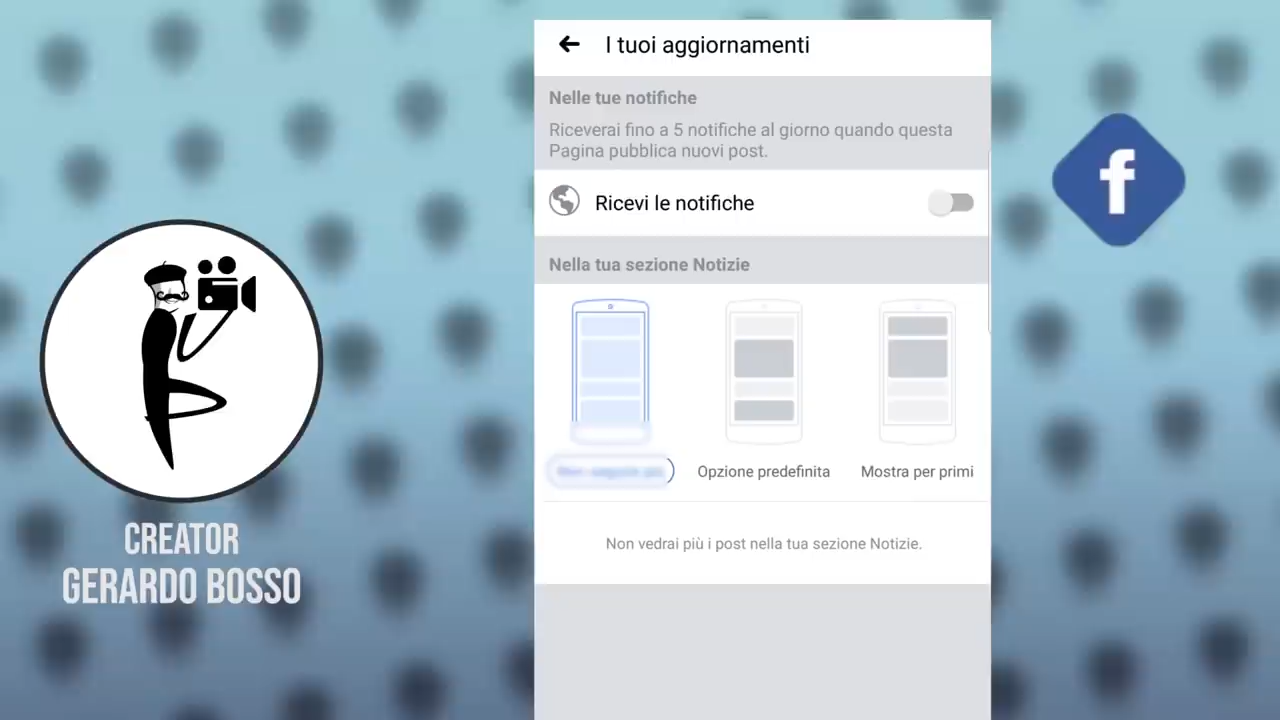 I tuoi aggiornamenti
Nelle tue notifiche
Riceverai fino a 5 notifiche al giorno quando questa
Pagina pubblica nuovi post.
Ricevi le notifiche
Nella tua sezione Notizie
Opzione predefinita
Mostra per primi
Non vedrai più i post nella tua sezione Notizie.
CREATOR
GERARDO BOSSO
f